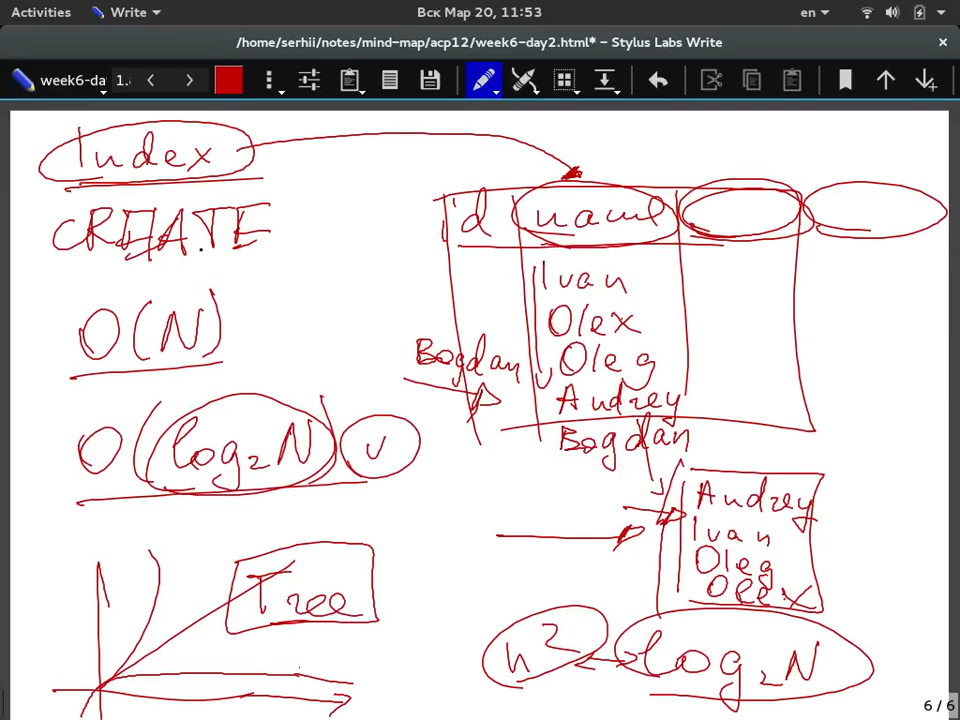 Activities Write Вск Мар 20, 11:53 en
/home/serhii/notes/mind-map/acp12/week6-day2.html* – Stylus Labs Write
week6-da 1.
Index
CREATE
O(N)
O(log₂N) v
Tree
Id name
Ivan
Olex
Oleg
Andrey
Bogdan
Bogdan
Andrey
Ivan
Oleg
Olex
n² log₂N
6 / 6